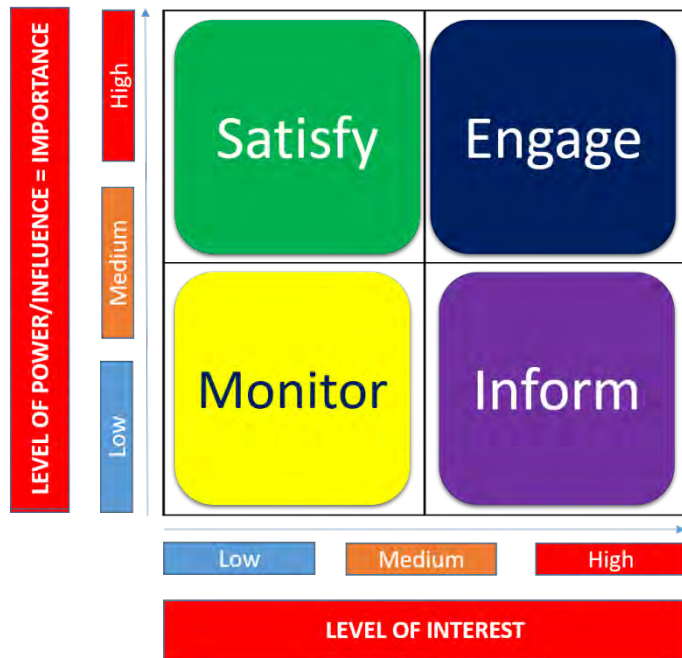 LEVEL OF POWER/INFLUENCE = IMPORTANCE
High
Medium
Low
Satisfy
Engage
Monitor
Inform
Low
Medium
High
LEVEL OF INTEREST